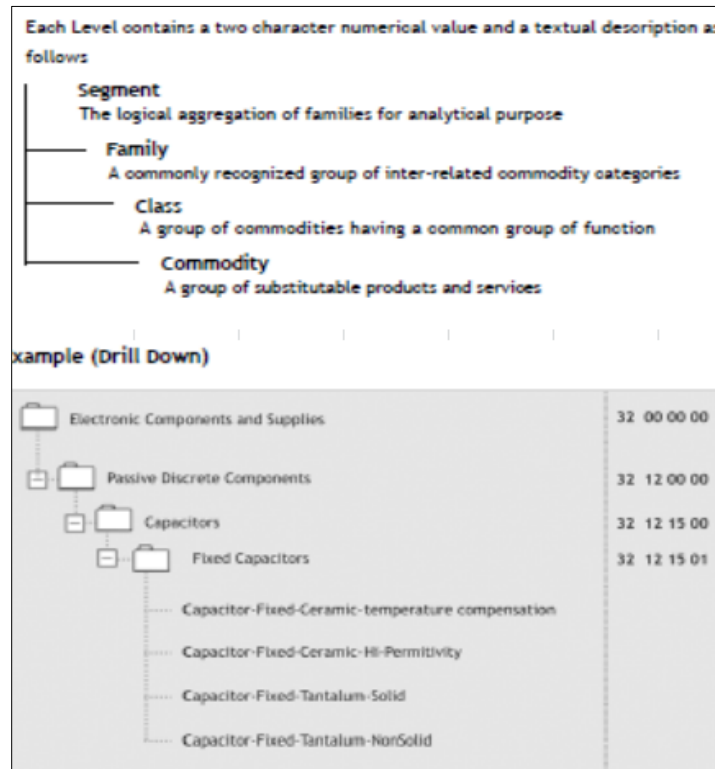 Each Level contains a two character numerical value and a textual description as
follows
Segment
The logical aggregation of families for analytical purpose
Family
A commonly recognized group of inter-related commodity categories
Class
A group of commodities having a common group of function
Commodity
A group of substitutable products and services
xample (Drill Down)
Electronic Components and Supplies 32 00 00 00
Passive Discrete Components 32 12 00 00
Capacitors 32 12 15 00
Fixed Capacitors 32 12 15 01
Capacitor-Fixed-Ceramic-temperature compensation
Capacitor-Fixed-Ceramic-Hi-Permitivity
Capacitor-Fixed-Tantalum-Solid
Capacitor-Fixed-Tantalum-NonSolid